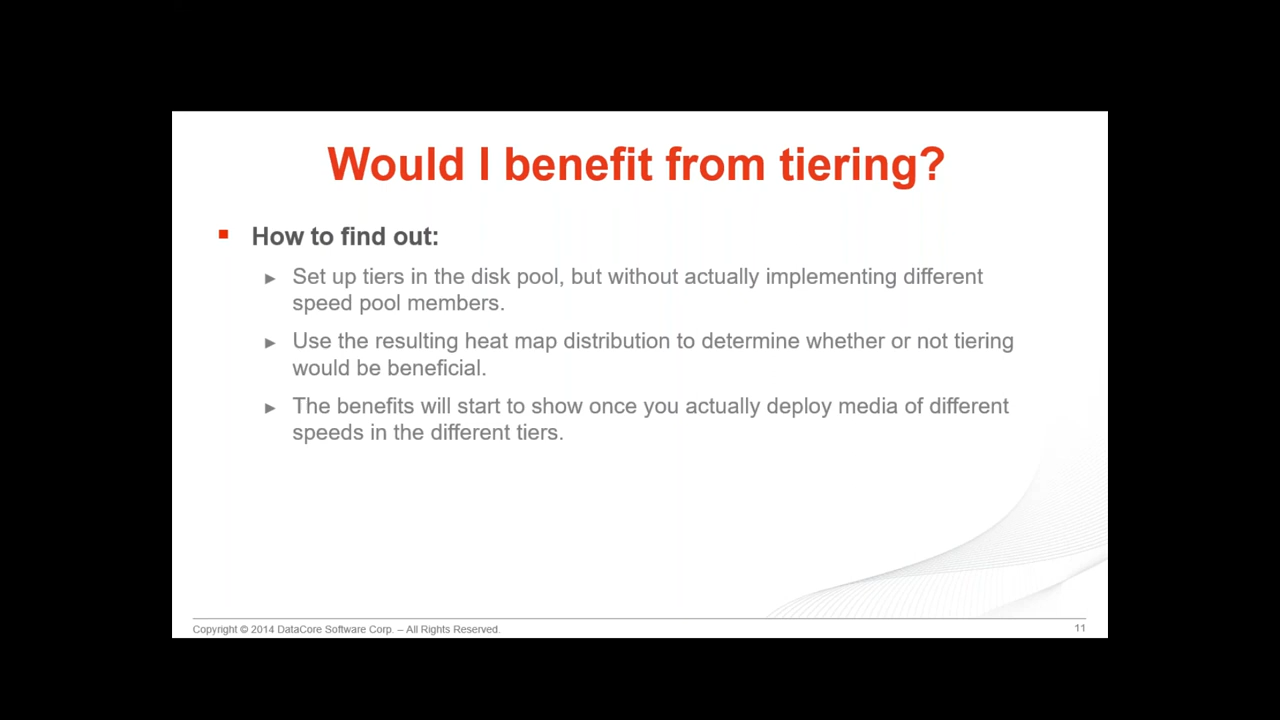 Would I benefit from tiering?
How to find out:
Set up tiers in the disk pool, but without actually implementing different
speed pool members.
Use the resulting heat map distribution to determine whether or not tiering
would be beneficial.
The benefits will start to show once you actually deploy media of different
speeds in the different tiers.
Copyright © 2014 DataCore Software Corp. – All Rights Reserved.
11